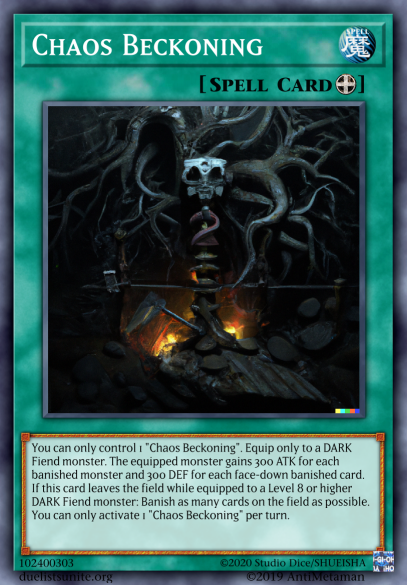 Chaos Beckoning
SPELL
魔
[Spell Card]
You can only control 1 "Chaos Beckoning". Equip only to a DARK
Fiend monster. The equipped monster gains 300 ATK for each
banished monster and 300 DEF for each face-down banished card.
If this card leaves the field while equipped to a Level 8 or higher
DARK Fiend monster: Banish as many cards on the field as possible.
You can only activate 1 "Chaos Beckoning" per turn.
102400303
©2020 Studio Dice/SHUEISHA
duelistsunite.org
©2019 AntiMetaman